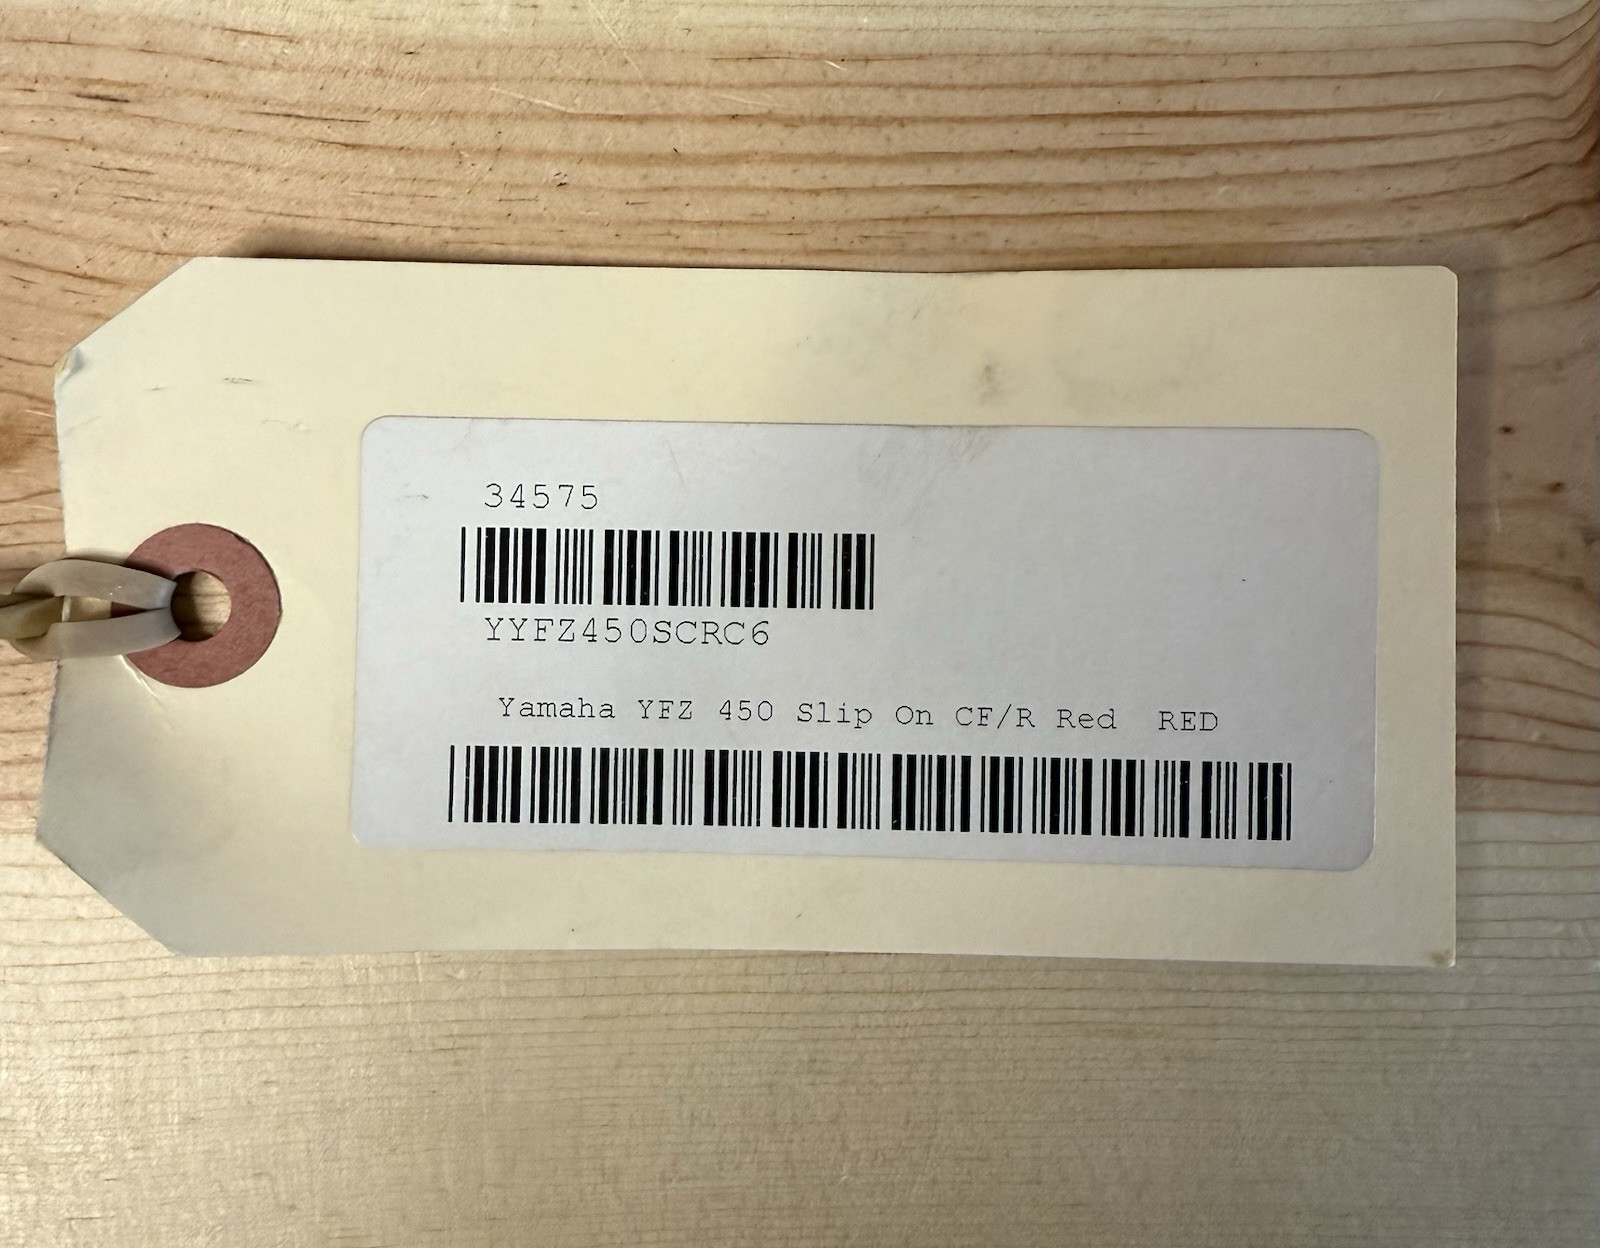 34575
YYFZ450SCRC6
Yamaha YFZ 450 Slip On CF/R Red RED